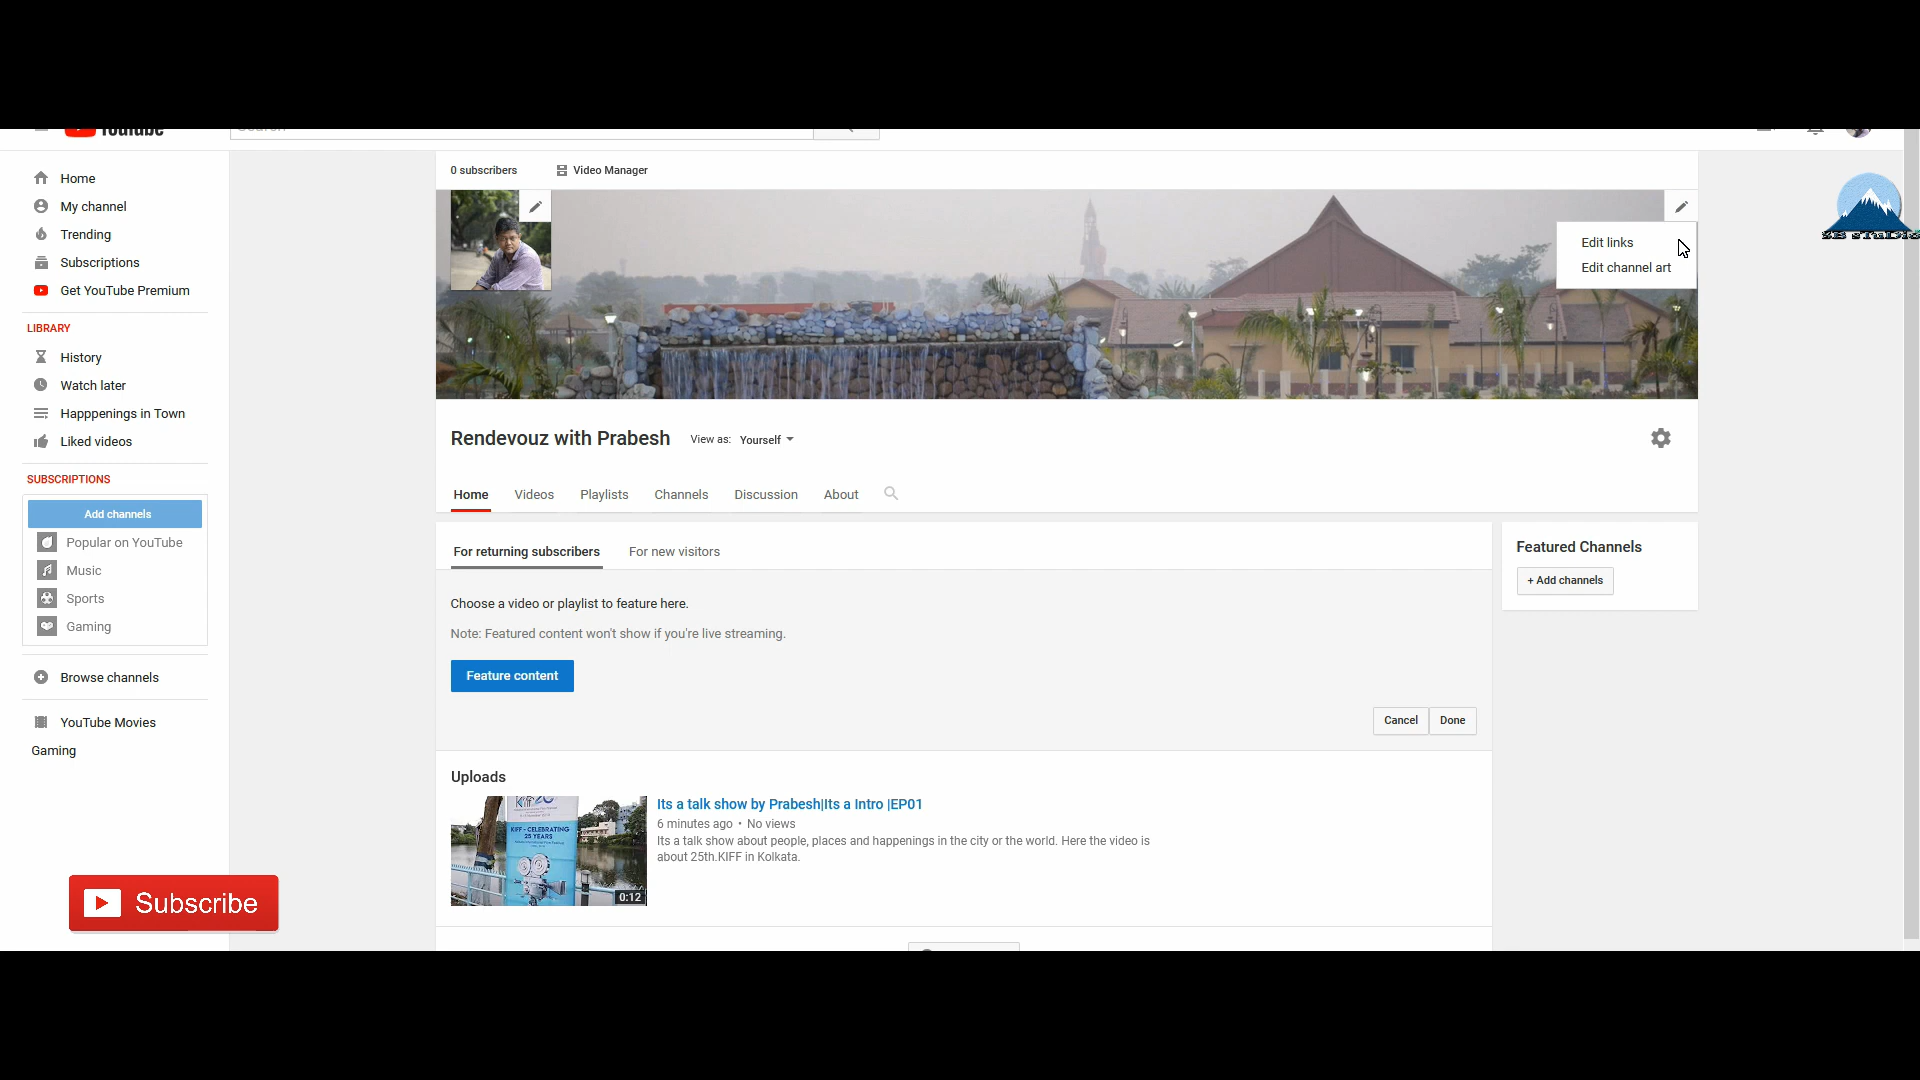 YouTube
Search
0 subscribers
Video Manager
Home
My channel
Trending
Subscriptions
Get YouTube Premium
LIBRARY
History
Watch later
Happpenings in Town
Liked videos
SUBSCRIPTIONS
Add channels
Popular on YouTube
Music
Sports
Gaming
Browse channels
YouTube Movies
Gaming
Subscribe
Edit links
Edit channel art
Rendevouz with Prabesh
View as: Yourself
Home Videos Playlists Channels Discussion About
For returning subscribers For new visitors
Choose a video or playlist to feature here.
Note: Featured content won't show if you're live streaming.
Feature content
Cancel Done
Featured Channels
+ Add channels
Uploads
KIFF - CELEBRATING
25 YEARS
0:12
Its a talk show by Prabesh|Its a Intro |EP01
6 minutes ago • No views
Its a talk show about people, places and happenings in the city or the world. Here the video is
about 25th.KIFF in Kolkata.